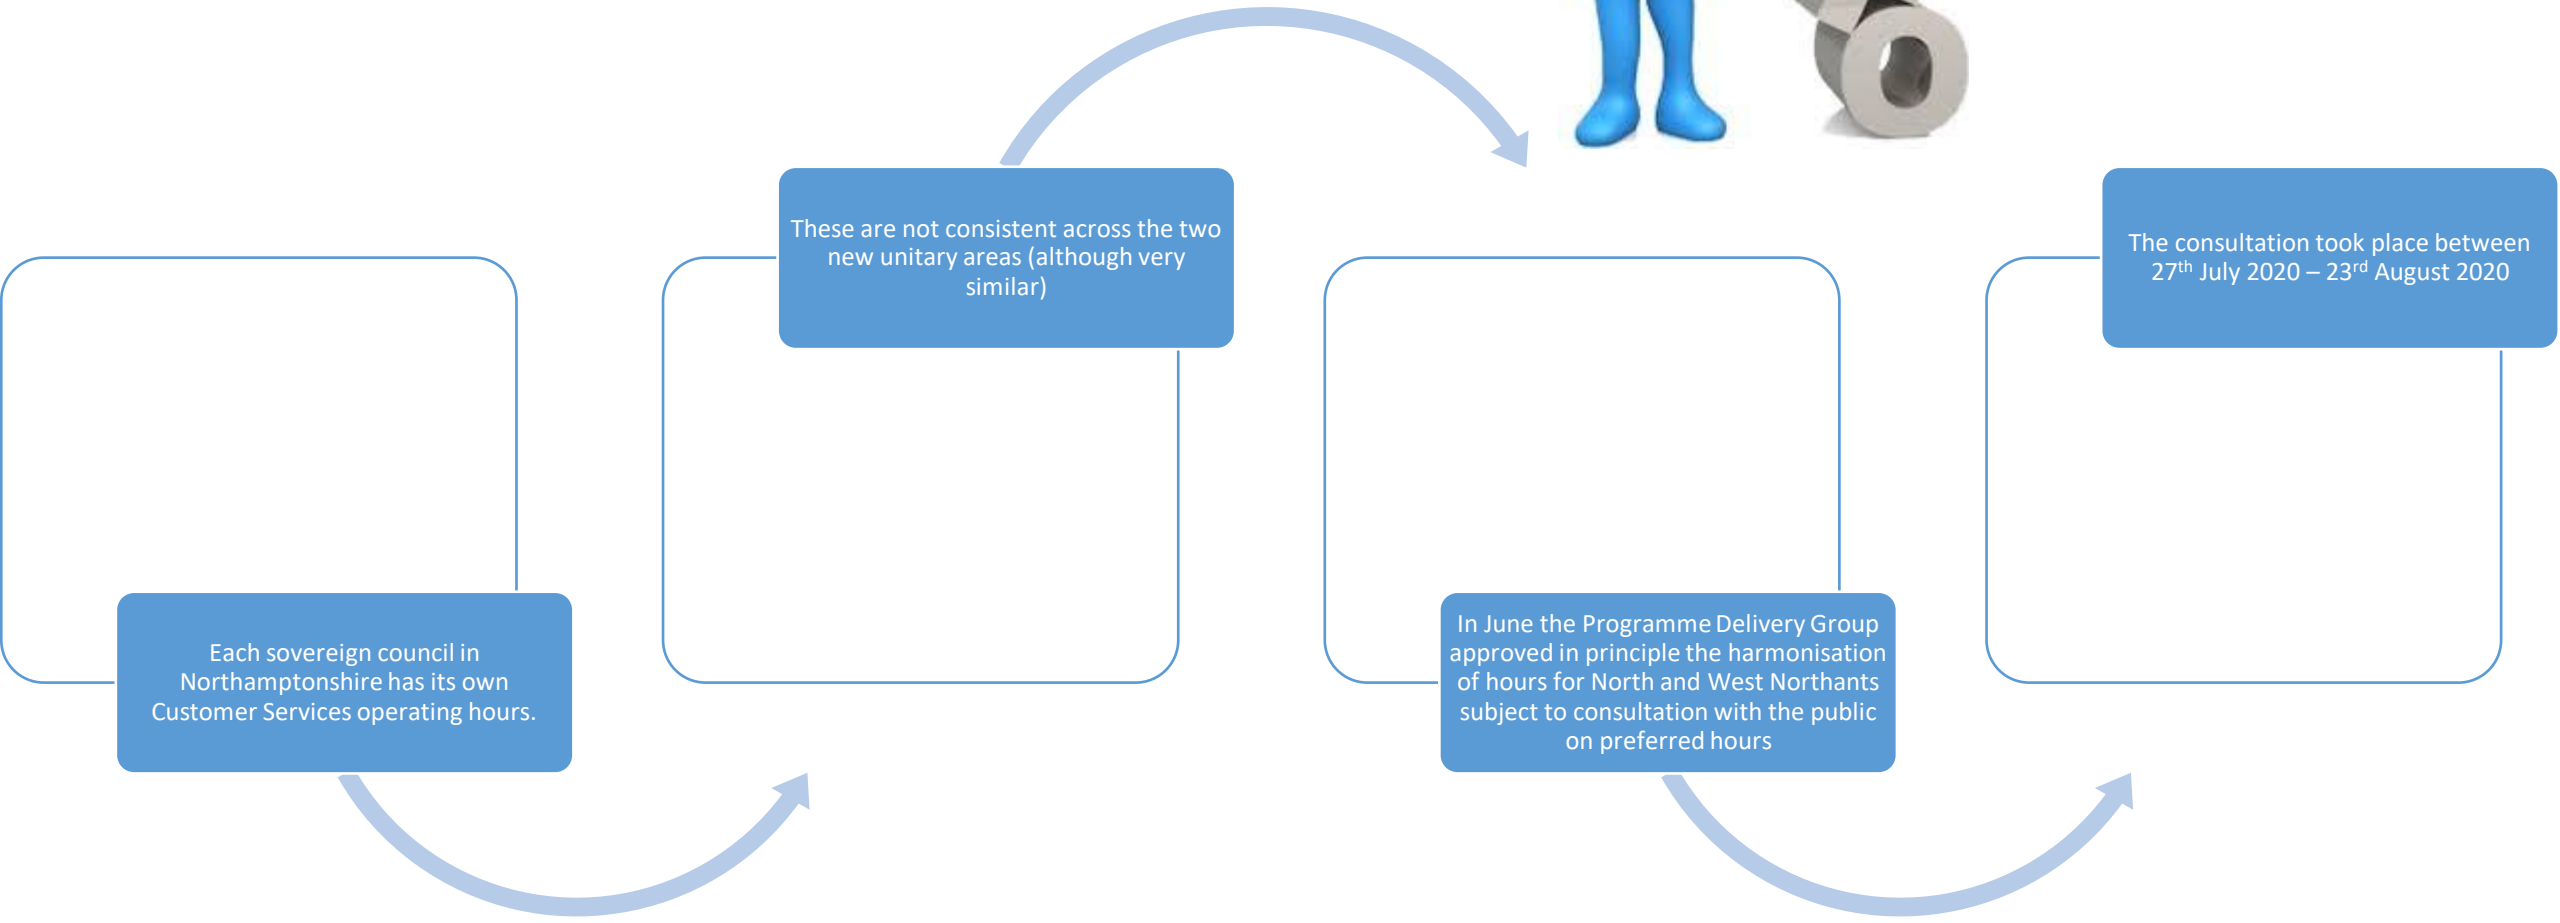 Each sovereign council in
Northamptonshire has its own
Customer Services operating hours.
These are not consistent across the two
new unitary areas (although very
similar)
In June the Programme Delivery Group
approved in principle the harmonisation
of hours for North and West Northants
subject to consultation with the public
on preferred hours
The consultation took place between
27th July 2020 – 23rd August 2020